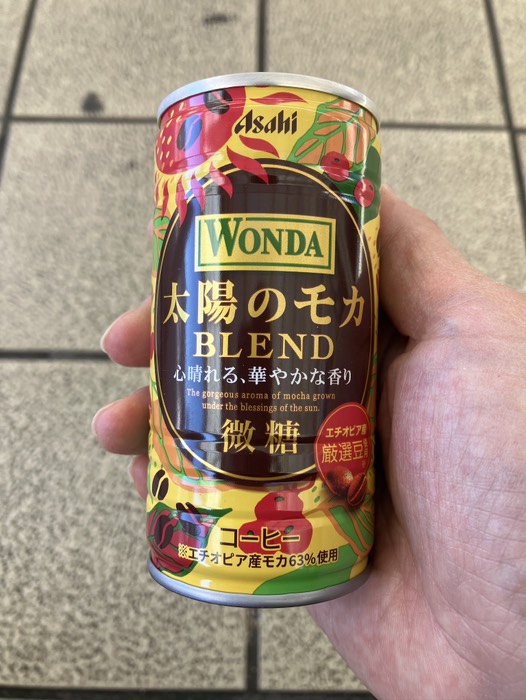 Asahi
WONDA
太陽のモカ
BLEND
心晴れる、華やかな香り
The gorgeous aroma of mocha grown
under the blessings of the sun.
微糖
エチオピア産
厳選豆
コーヒー
※エチオピア産モカ63%使用